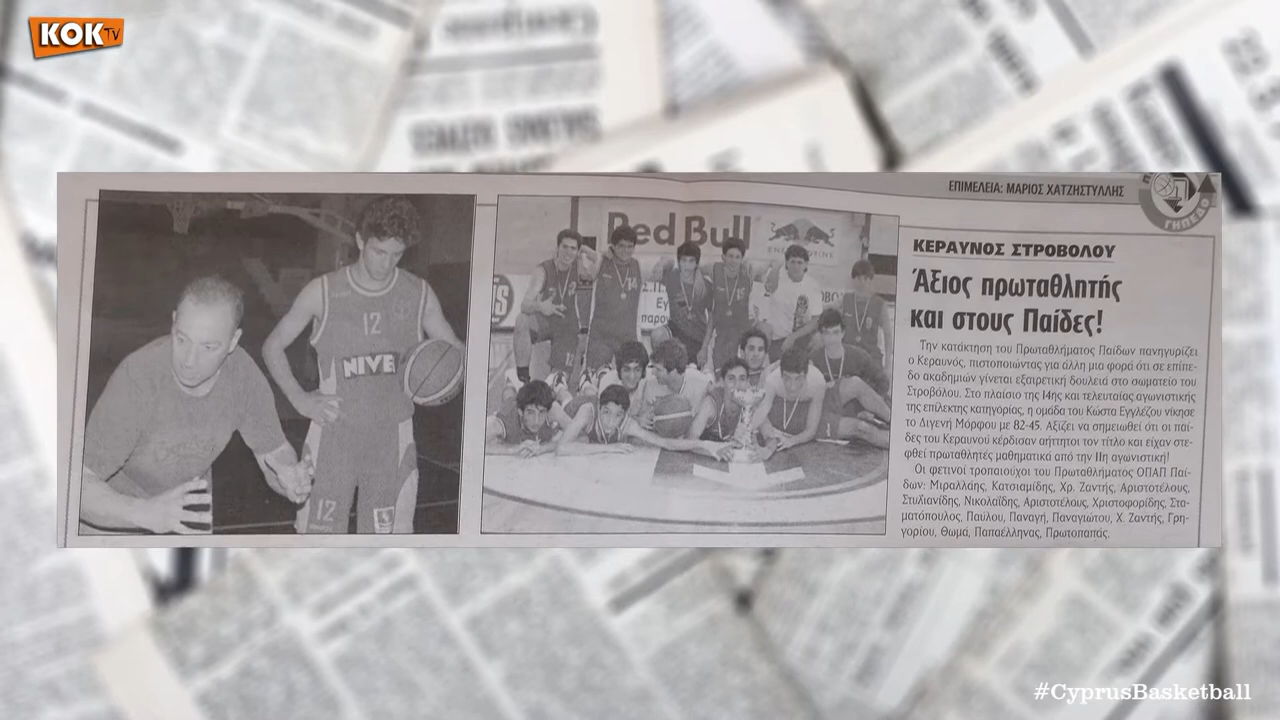 KOK TV
ΕΠΙΜΕΛΕΙΑ: ΜΑΡΙΟΣ ΧΑΤΖΗΣΤΥΛΛΗΣ
ΓΗΠΕΔΟ
ΚΕΡΑΥΝΟΣ ΣΤΡΟΒΟΛΟΥ
Άξιος πρωταθλητής
και στους Παίδες!
Την κατάκτηση του Πρωταθλήματος Παίδων πανηγυρίζει
ο Κεραυνός, πιστοποιώντας για άλλη μια φορά ότι σε επίπε-
δο ακαδημιών γίνεται εξαιρετική δουλειά στο σωματείο του
Στροβόλου. Στο πλαίσιο της 14ης και τελευταίας αγωνιστικής
της επίλεκτης κατηγορίας, η ομάδα του Κώστα Εγγλέζου νίκησε
το Διγενή Μόρφου με 82-45. Αξίζει να σημειωθεί ότι οι παί-
δες του Κεραυνού κέρδισαν αήττητοι τον τίτλο και είχαν στε-
φθεί πρωταθλητές μαθηματικά από την 11η αγωνιστική!
Οι φετινοί τροπαιούχοι του Πρωταθλήματος ΟΠΑΠ Παί-
δων: Μιραλλάης, Κατσιαμίδης, Χρ. Ζαντής, Αριστοτέλους,
Στυλιανίδης, Νικολαΐδης, Αριστοτέλους, Χριστοφορίδης, Στα-
ματόπουλος, Παύλου, Παναγή, Παναγιώτου, Χ. Ζαντής, Γρη-
γορίου, Θωμά, Παπαέλληνας, Πρωτοπαπάς.
12
NIVE
12
Red Bull
Red Bull
14
#CyprusBasketball